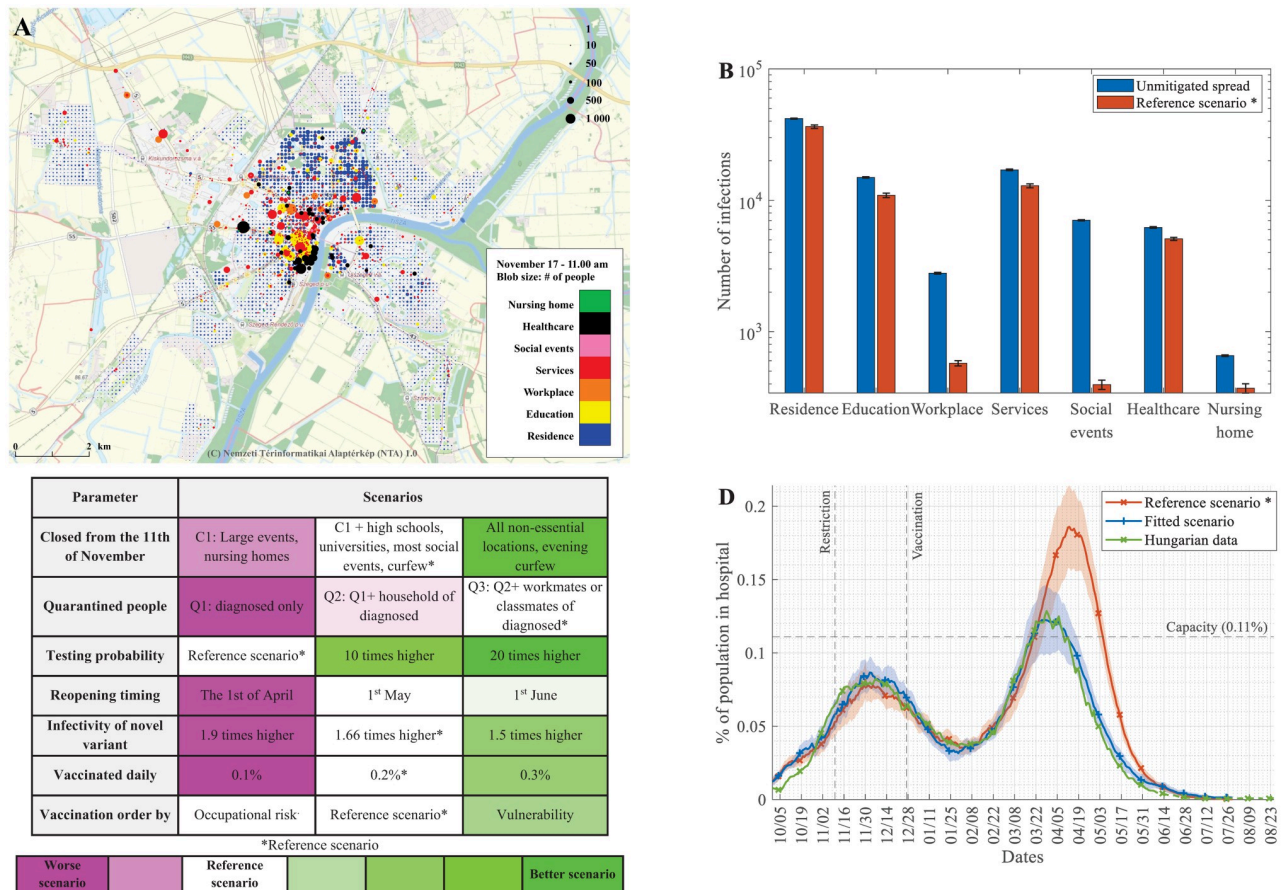 A
1
10
50
100
500
1 000
November 17 - 11.00 am
Blob size: # of people
Nursing home
Healthcare
Social events
Services
Workplace
Education
Residence
0 2 km
(C) Nemzeti Térinformatikai Alaptérkép (NTA) 1.0
B
Number of infections
10^5
10^4
10^3
Unmitigated spread
Reference scenario *
Residence Education Workplace Services Social events Healthcare Nursing home
Parameter Scenarios
Closed from the 11th of November
C1: Large events, nursing homes
C1 + high schools, universities, most social events, curfew*
All non-essential locations, evening curfew
Quarantined people
Q1: diagnosed only
Q2: Q1+ household of diagnosed
Q3: Q2+ workmates or classmates of diagnosed*
Testing probability Reference scenario* 10 times higher 20 times higher
Reopening timing The 1st of April 1st May 1st June
Infectivity of novel variant 1.9 times higher 1.66 times higher* 1.5 times higher
Vaccinated daily 0.1% 0.2%* 0.3%
Vaccination order by Occupational risk Reference scenario* Vulnerability
*Reference scenario
Worse scenario Reference scenario Better scenario
D
% of population in hospital
0.2
0.15
0.1
0.05
0
Restriction
Vaccination
Reference scenario *
Fitted scenario
Hungarian data
Capacity (0.11%)
10/05 10/19 11/02 11/16 11/30 12/14 12/28 01/11 01/25 02/08 02/22 03/08 03/22 04/05 04/19 05/03 05/17 05/31 06/14 06/28 07/12 07/26 08/09 08/23
Dates